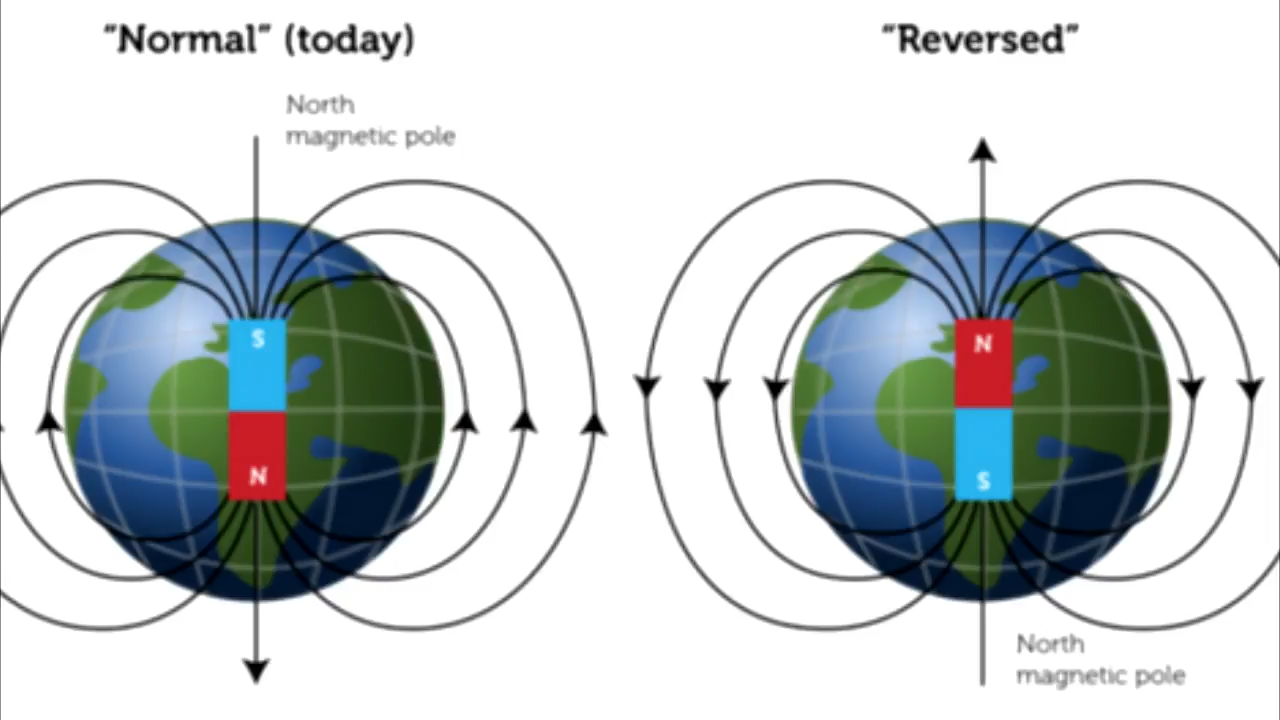 "Normal" (today)
"Reversed"
North
magnetic pole
S
N
N
S
North
magnetic pole